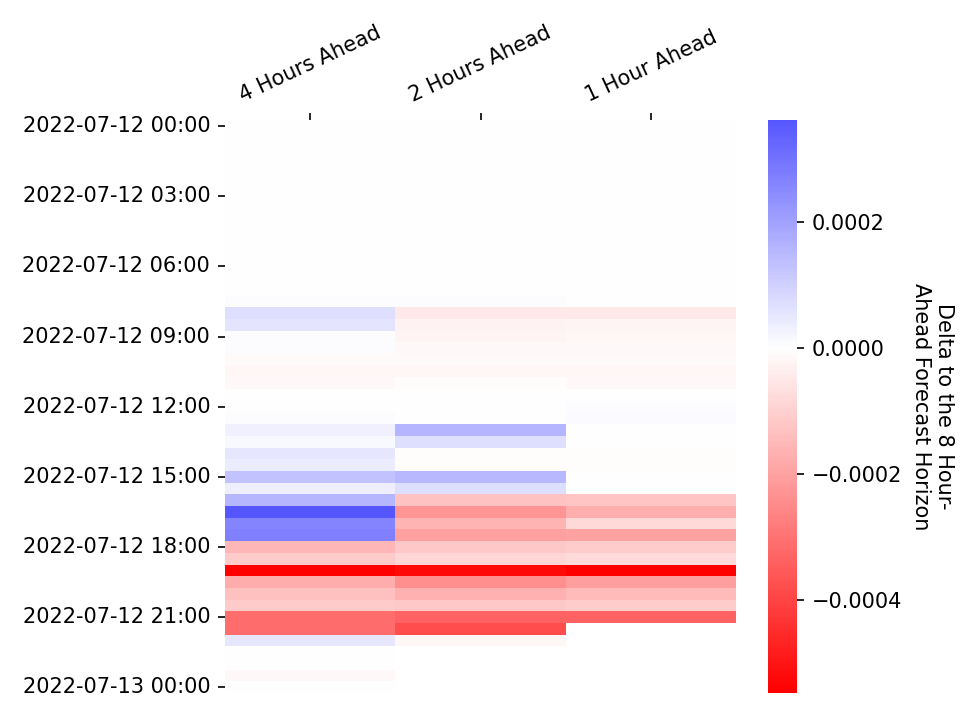 4 Hours Ahead
2 Hours Ahead
1 Hour Ahead
2022-07-12 00:00
2022-07-12 03:00
2022-07-12 06:00
2022-07-12 09:00
2022-07-12 12:00
2022-07-12 15:00
2022-07-12 18:00
2022-07-12 21:00
2022-07-13 00:00
0.0002
0.0000
−0.0002
−0.0004
Delta to the 8 Hour-
Ahead Forecast Horizon